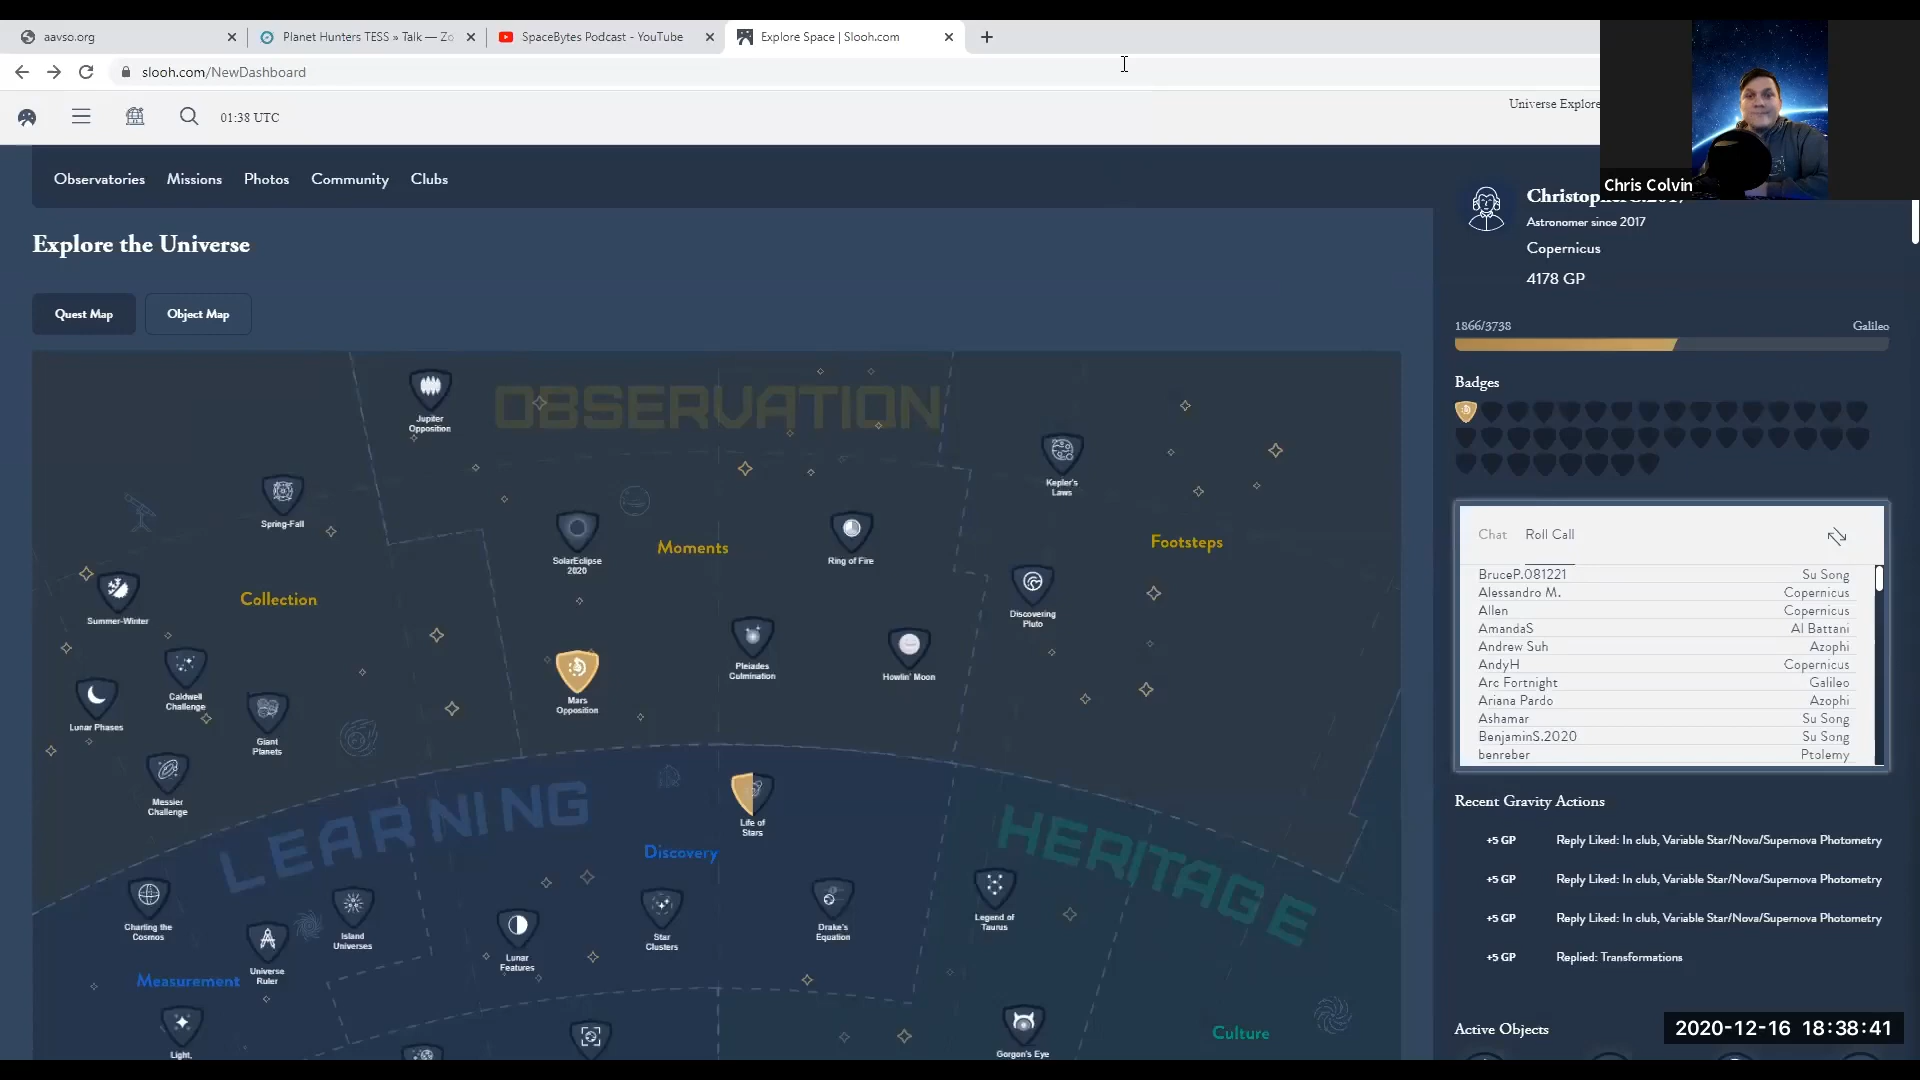 aavso.org
Planet Hunters TESS » Talk — Zo
SpaceBytes Podcast - YouTube
Explore Space | Slooh.com
slooh.com/NewDashboard
01:38 UTC
Universe Explore
Chris Colvin
Observatories Missions Photos Community Clubs
Astronomer since 2017
Copernicus
4178 GP
Explore the Universe
Quest Map
Object Map
1866/3738
Galileo
Badges
OBSERVATION
Jupiter
Opposition
Kepler's
Laws
Spring-Fall
SolarEclipse
2020
Moments
Ring of Fire
Footsteps
Summer-Winter
Collection
Discovering
Pluto
Caldwell
Challenge
Lunar Phases
Giant
Planets
Mars
Opposition
Pleiades
Culmination
Howlin' Moon
Messier
Challenge
LEARNING
Life of
Stars
Discovery
HERITAGE
Charting the
Cosmos
Universe
Ruler
Island
Universes
Lunar
Features
Star
Clusters
Drake's
Equation
Legend of
Taurus
Measurement
Light,
Culture
Gorgon's Eye
Chat Roll Call
BruceP.081221 Su Song
Alessandro M. Copernicus
Allen Copernicus
AmandaS Al Battani
Andrew Suh Azophi
AndyH Copernicus
Arc Fortnight Galileo
Ariana Pardo Azophi
Ashamar Su Song
BenjaminS.2020 Su Song
benreber Ptolemy
Recent Gravity Actions
+5 GP Reply Liked: In club, Variable Star/Nova/Supernova Photometry
+5 GP Reply Liked: In club, Variable Star/Nova/Supernova Photometry
+5 GP Reply Liked: In club, Variable Star/Nova/Supernova Photometry
+5 GP Replied: Transformations
Active Objects
2020-12-16 18:38:41